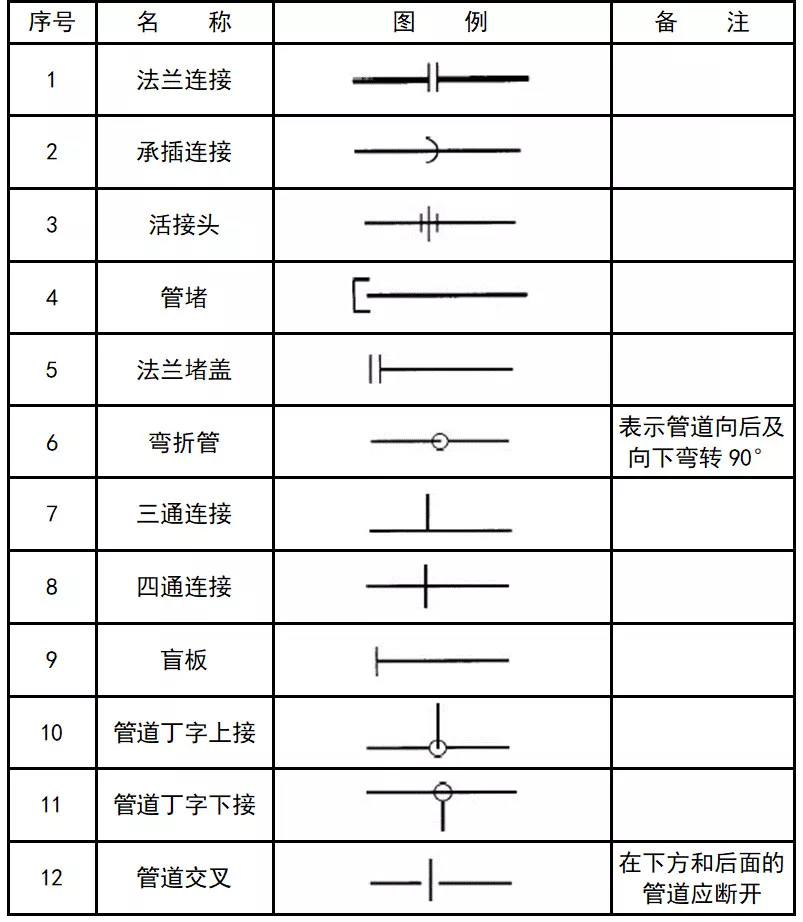 序号 名 称 图 例 备 注
1 法兰连接
2 承插连接
3 活接头
4 管堵
5 法兰堵盖
6 弯折管 表示管道向后及
向下弯转90°
7 三通连接
8 四通连接
9 盲板
10 管道丁字上接
11 管道丁字下接
12 管道交叉 在下方和后面的
管道应断开